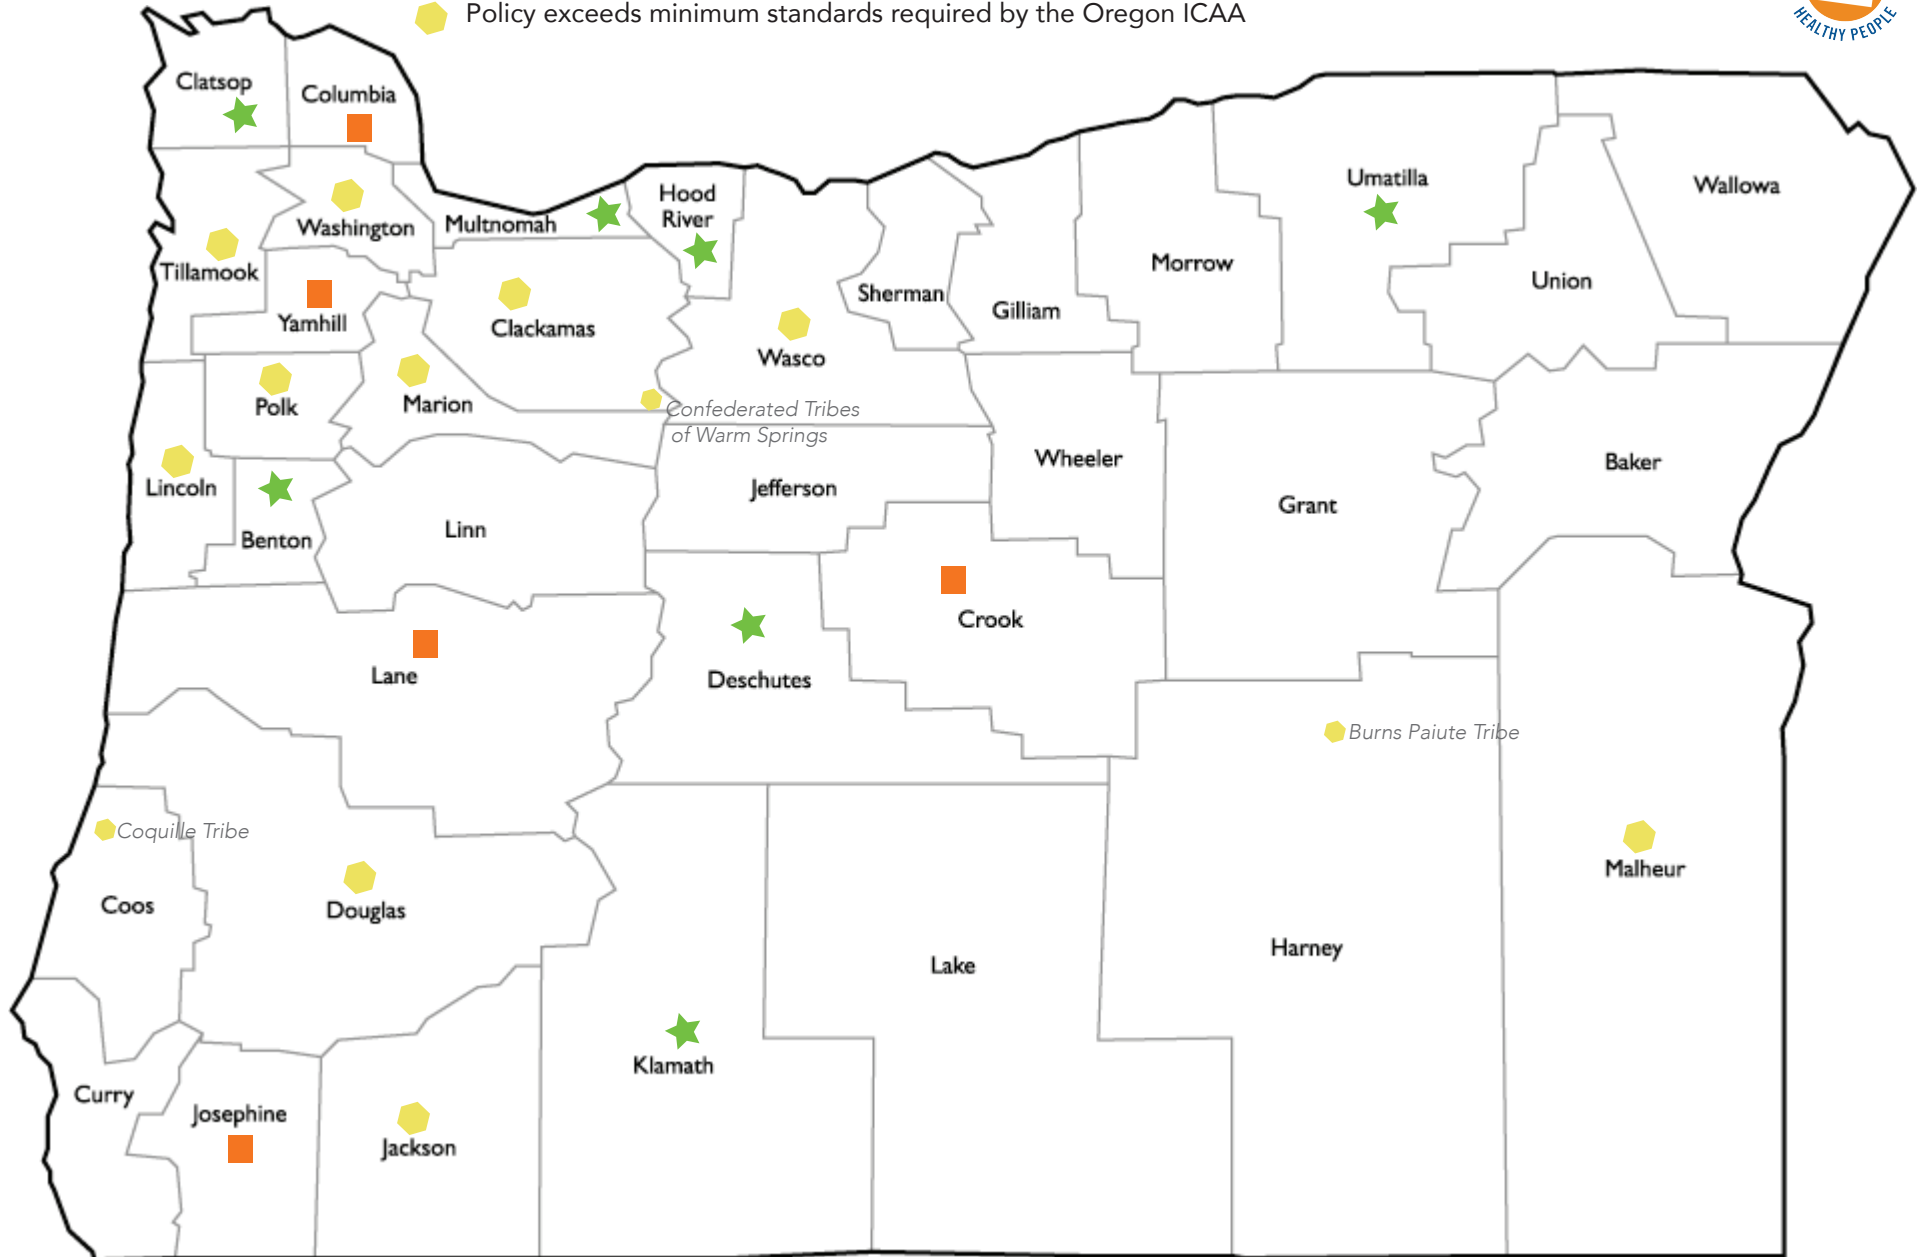 Policy exceeds minimum standards required by the Oregon ICAA
HEALTHY PEOPLE
Clatsop
Columbia
Hood
River
Umatilla
Wallowa
Washington
Multnomah
Tillamook
Morrow
Union
Sherman
Gilliam
Yamhill
Clackamas
Wasco
Polk
Marion
Confederated Tribes
of Warm Springs
Wheeler
Baker
Lincoln
Jefferson
Grant
Linn
Benton
Crook
Lane
Deschutes
Burns Paiute Tribe
Coquille Tribe
Malheur
Coos
Douglas
Harney
Lake
Klamath
Curry
Josephine
Jackson